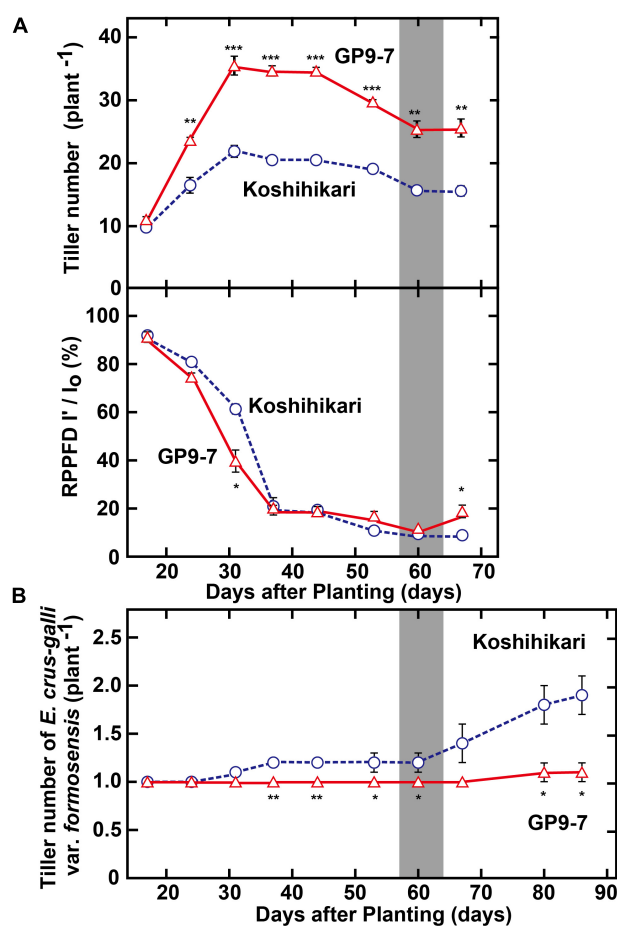 A
Tiller number (plant -1)
40
30
20
10
0
***
***
***
***
**
**
**
GP9-7
Koshihikari
RPPFD I' / Io (%)
100
80
60
40
20
0
Koshihikari
GP9-7
*
*
20 30 40 50 60 70
Days after Planting (days)
B
Tiller number of E. crus-galli
var. formosensis (plant -1)
2.5
2.0
1.5
1.0
0.5
0
Koshihikari
** ** * * * *
GP9-7
20 30 40 50 60 70 80 90
Days after Planting (days)